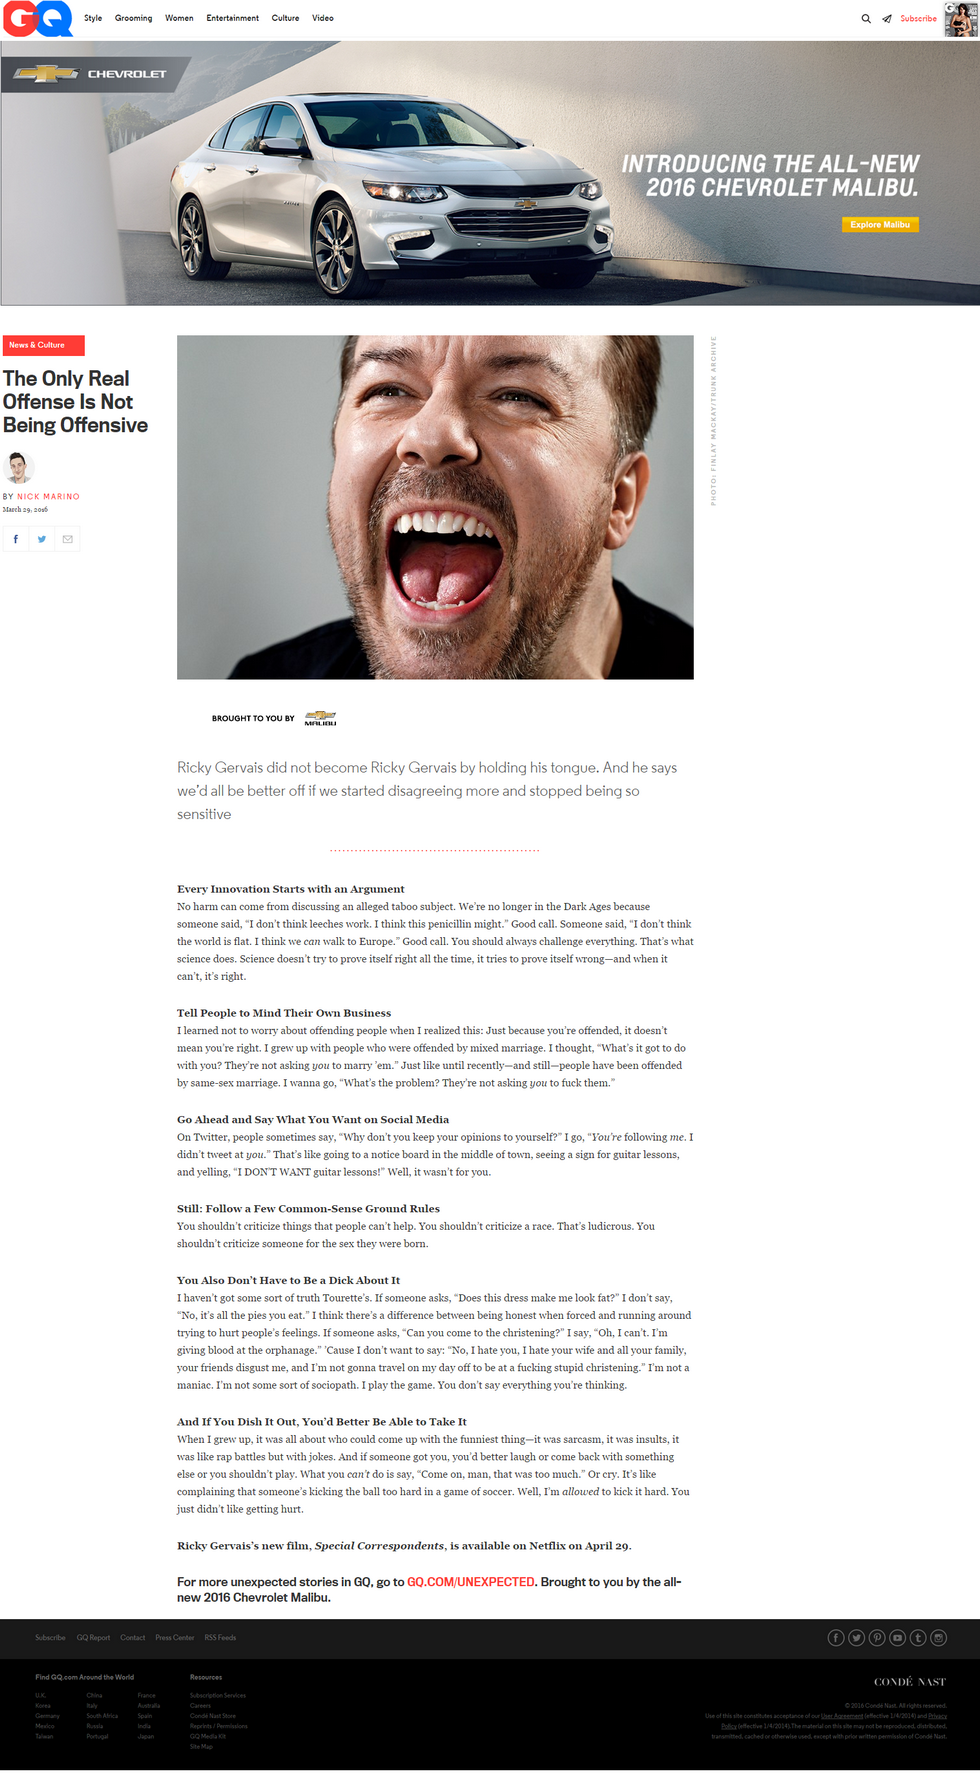 GQ
Style Grooming Women Entertainment Culture Video
Subscribe
CHEVROLET
INTRODUCING THE ALL-NEW
2016 CHEVROLET MALIBU.
Explore Malibu
News & Culture
The Only Real
Offense Is Not
Being Offensive
BY NICK MARINO
March 29, 2016
PHOTO: FINLAY MACKAY/TRUNK ARCHIVE
BROUGHT TO YOU BY MALIBU
Ricky Gervais did not become Ricky Gervais by holding his tongue. And he says
we’d all be better off if we started disagreeing more and stopped being so
sensitive
Every Innovation Starts with an Argument
No harm can come from discussing an alleged taboo subject. We’re no longer in the Dark Ages because
someone said, “I don’t think leeches work. I think this penicillin might.” Good call. Someone said, “I don’t think
the world is flat. I think we can walk to Europe.” Good call. You should always challenge everything. That’s what
science does. Science doesn’t try to prove itself right all the time, it tries to prove itself wrong—and when it
can’t, it’s right.
Tell People to Mind Their Own Business
I learned not to worry about offending people when I realized this: Just because you’re offended, it doesn’t
mean you’re right. I grew up with people who were offended by mixed marriage. I thought, “What’s it got to do
with you? They’re not asking you to marry ’em.” Just like until recently—and still—people have been offended
by same-sex marriage. I wanna go, “What’s the problem? They’re not asking you to fuck them.”
Go Ahead and Say What You Want on Social Media
On Twitter, people sometimes say, “Why don’t you keep your opinions to yourself?” I go, “You’re following me. I
didn’t tweet at you.” That’s like going to a notice board in the middle of town, seeing a sign for guitar lessons,
and yelling, “I DON’T WANT guitar lessons!” Well, it wasn’t for you.
Still: Follow a Few Common-Sense Ground Rules
You shouldn’t criticize things that people can’t help. You shouldn’t criticize a race. That’s ludicrous. You
shouldn’t criticize someone for the sex they were born.
You Also Don’t Have to Be a Dick About It
I haven’t got some sort of truth Tourette’s. If someone asks, “Does this dress make me look fat?” I don’t say,
“No, it’s all the pies you eat.” I think there’s a difference between being honest when forced and running around
trying to hurt people’s feelings. If someone asks, “Can you come to the christening?” I say, “Oh, I can’t. I’m
giving blood at the orphanage.” ’Cause I don’t want to say: “No, I hate you, I hate your wife and all your family,
your friends disgust me, and I’m not gonna travel on my day off to be at a fucking stupid christening.” I’m not a
maniac. I’m not some sort of sociopath. I play the game. You don’t say everything you’re thinking.
And If You Dish It Out, You’d Better Be Able to Take It
When I grew up, it was all about who could come up with the funniest thing—it was sarcasm, it was insults, it
was like rap battles but with jokes. And if someone got you, you’d better laugh or come back with something
else or you shouldn’t play. What you can’t do is say, “Come on, man, that was too much.” Or cry. It’s like
complaining that someone’s kicking the ball too hard in a game of soccer. Well, I’m allowed to kick it hard. You
just didn’t like getting hurt.
Ricky Gervais’s new film, Special Correspondents, is available on Netflix on April 29.
For more unexpected stories in GQ, go to GQ.COM/UNEXPECTED. Brought to you by the all-
new 2016 Chevrolet Malibu.
Subscribe GQ Report Contact Press Center RSS Feeds
Find GQ.com Around the World
U.K. China France
Korea Italy Australia
Germany South Africa Spain
Mexico Russia India
Taiwan Portugal Japan
Resources
Subscription Services
Careers
Condé Nast Store
Reprints / Permissions
GQ Media Kit
Site Map
CONDÉ NAST
© 2016 Condé Nast. All rights reserved.
Use of this site constitutes acceptance of our User Agreement (effective 1/4/2014) and Privacy
Policy (effective 1/4/2014).The material on this site may not be reproduced, distributed,
transmitted, cached or otherwise used, except with prior written permission of Condé Nast.